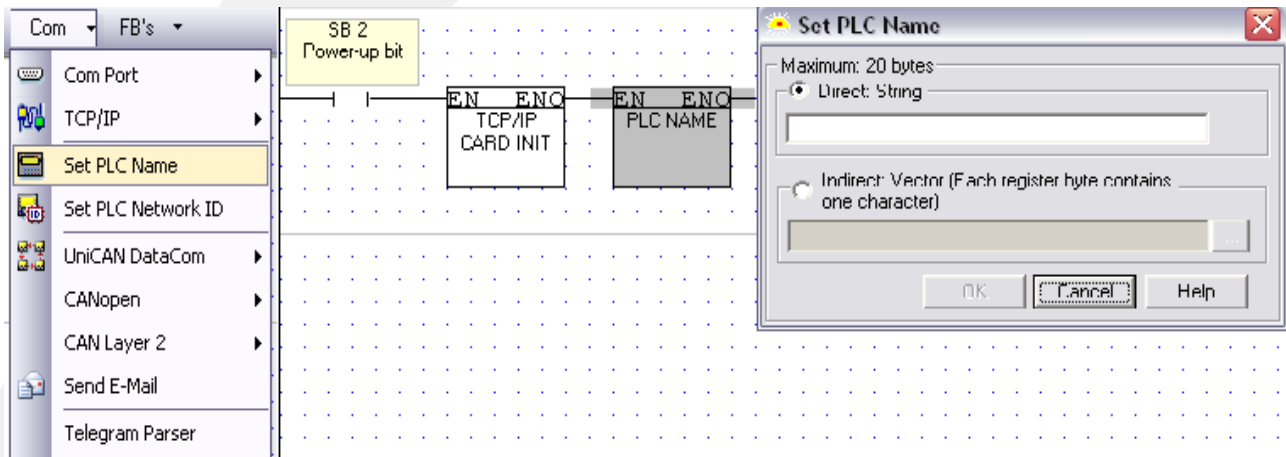 Com FB's
Com Port
TCP/IP
Set PLC Name
Set PLC Network ID
UniCAN DataCom
CANopen
CAN Layer 2
Send E-Mail
Telegram Parser
SB 2
Power-up bit
EN ENO
TCP/IP
CARD INIT
EN ENO
PLC NAME
Set PLC Name
Maximum: 20 bytes
Direct: String
Indirect: Vector (Each register byte contains
one character)
...
OK Cancel Help